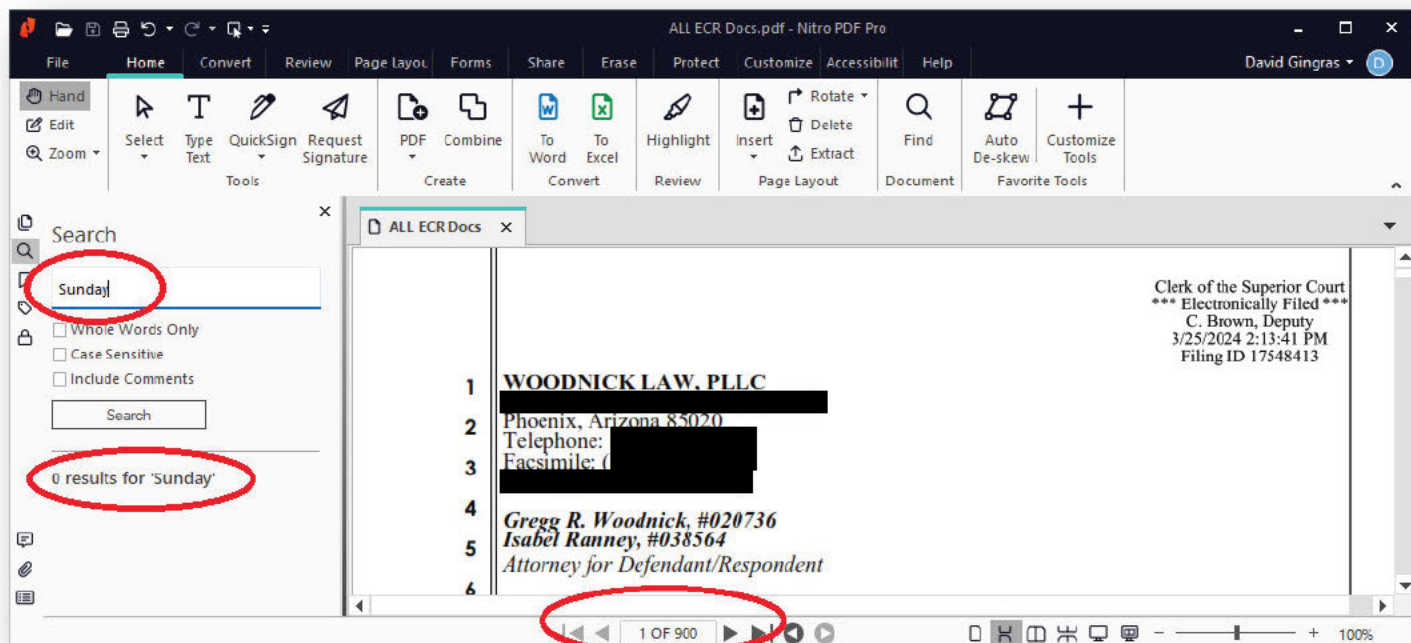 ALL ECR Docs.pdf - Nitro PDF Pro
File Home Convert Review Page Layou Forms Share Erase Protect Customize Accessibilit Help David Gingras D
Hand
Edit
Zoom
Select
Type Text
QuickSign
Request Signature
Tools
PDF
Combine
Create
To Word
To Excel
Convert
Highlight
Review
Insert
Rotate
Delete
Extract
Page Layout
Find
Document
Auto De-skew
Customize Tools
Favorite Tools
Search
Sunday
Whole Words Only
Case Sensitive
Include Comments
Search
0 results for 'Sunday'
ALL ECR Docs
Clerk of the Superior Court
*** Electronically Filed ***
C. Brown, Deputy
3/25/2024 2:13:41 PM
Filing ID 17548413
1 WOODNICK LAW, PLLC
2 Phoenix, Arizona 85020
Telephone:
3 Facsimile: (
4
Gregg R. Woodnick, #020736
5 Isabel Ranney, #038564
Attorney for Defendant/Respondent
6
1 OF 900
100%